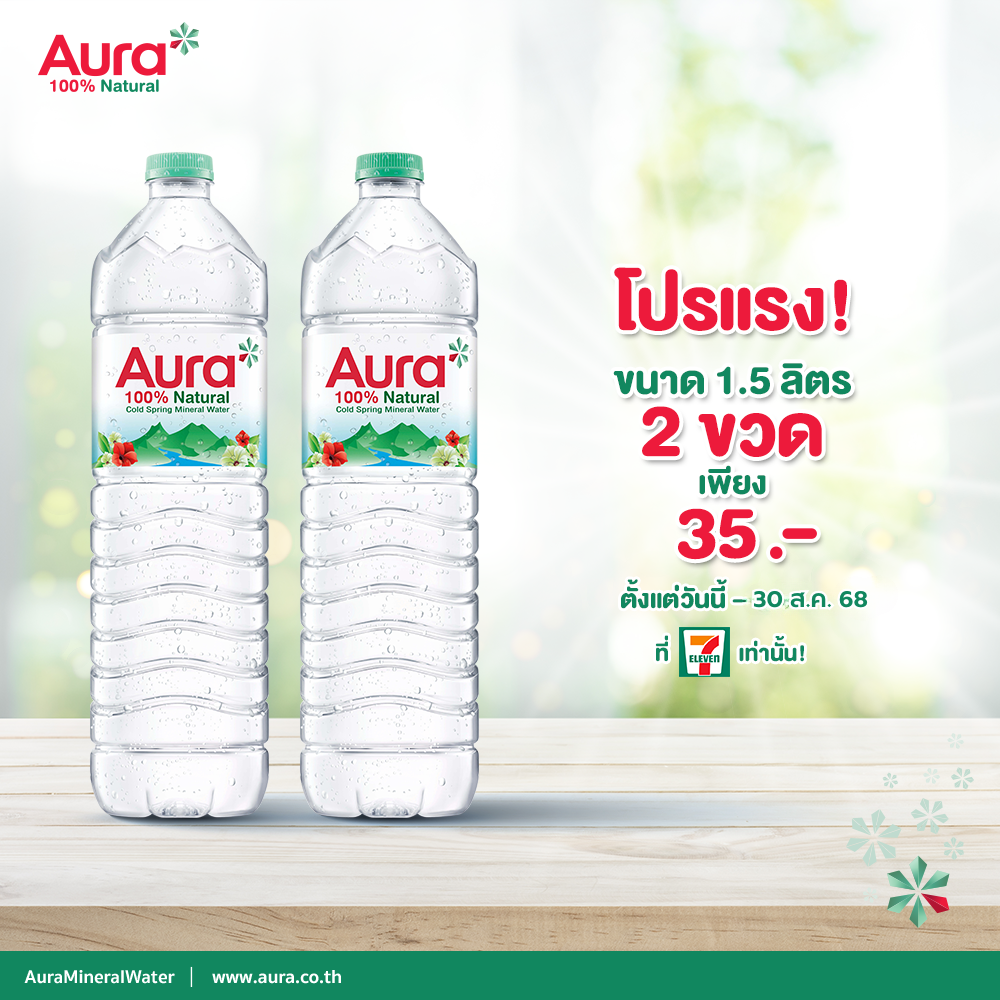 Aura
100% Natural
Aura
100% Natural
Cold Spring Mineral Water
Aura
100% Natural
Cold Spring Mineral Water
โปรแรง!
ขนาด 1.5 ลิตร
2 ขวด
เพียง
35.-
ตั้งแต่วันนี้ – 30 ส.ค. 68
ที่ 7 ELEVEN เท่านั้น!
AuraMineralWater | www.aura.co.th